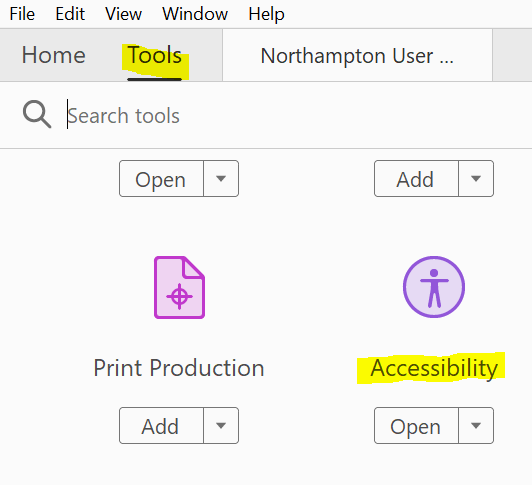 File Edit View Window Help
Home Tools Northampton User ...
Search tools
Open Add
Print Production Accessibility
Add Open